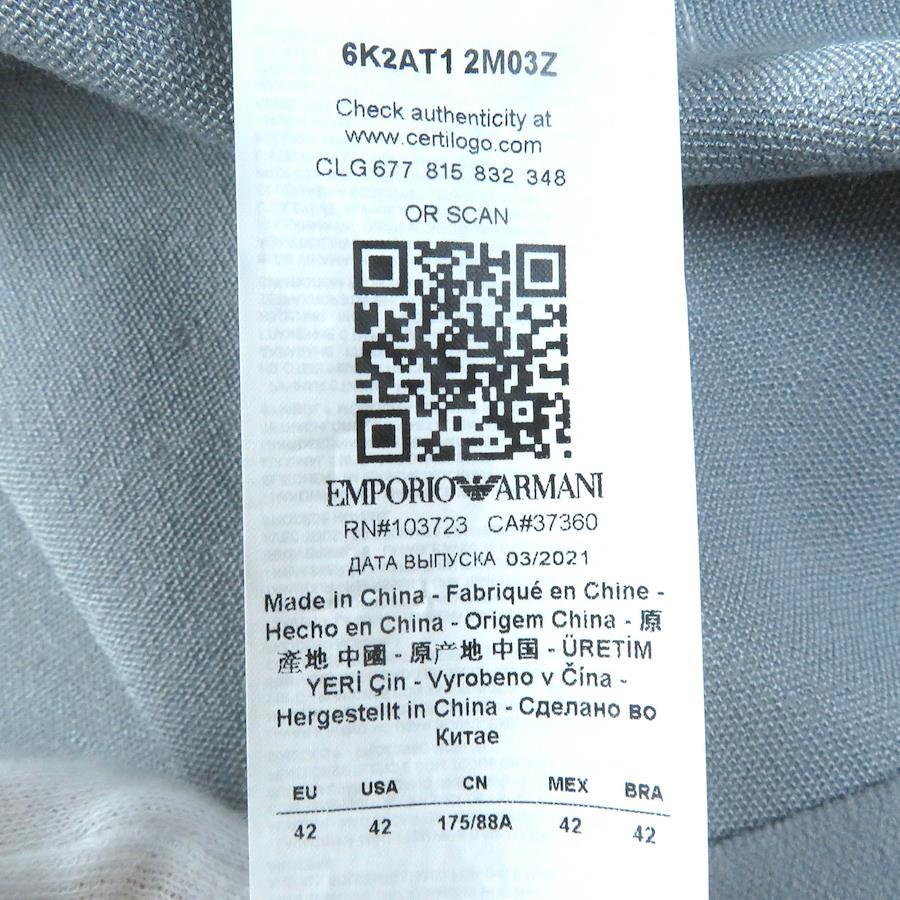 6K2AT1 2M03Z
Check authenticity at
www.certilogo.com
CLG 677 815 832 348
OR SCAN
EMPORIO ARMANI
RN#103723 CA#37360
ДАТА ВЫПУСКА 03/2021
Made in China - Fabriqué en Chine -
Hecho en China - Origem China - 原
產地 中國 - 原产地 中国 - ÜRETİM
YERİ Çin - Vyrobeno v Čína -
Hergestellt in China - Сделано во
Китае
EU USA CN MEX BRA
42 42 175/88A 42 42